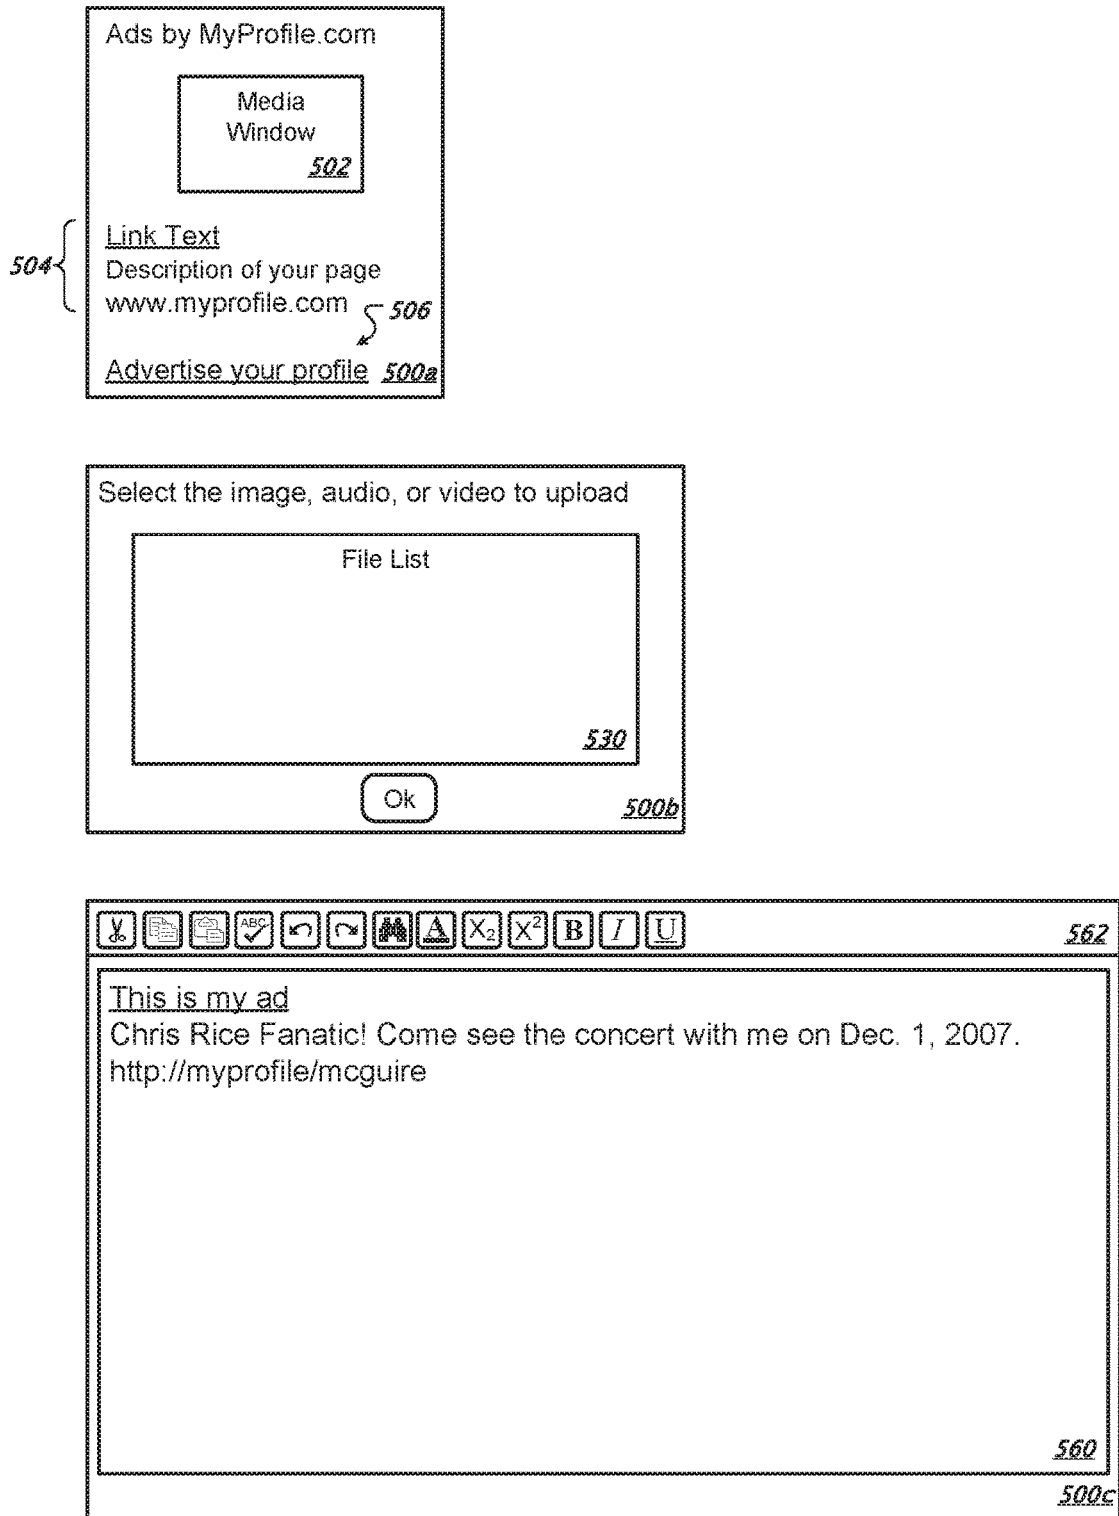 Ads by MyProfile.com
Media
Window
502
Link Text
504
Description of your page
www.myprofile.com
506
Advertise your profile 500a
Select the image, audio, or video to upload
File List
530
Ok
500b
ABC A X2 X2 B I U
562
This is my ad
Chris Rice Fanatic! Come see the concert with me on Dec. 1, 2007.
http://myprofile/mcguire
560
500c